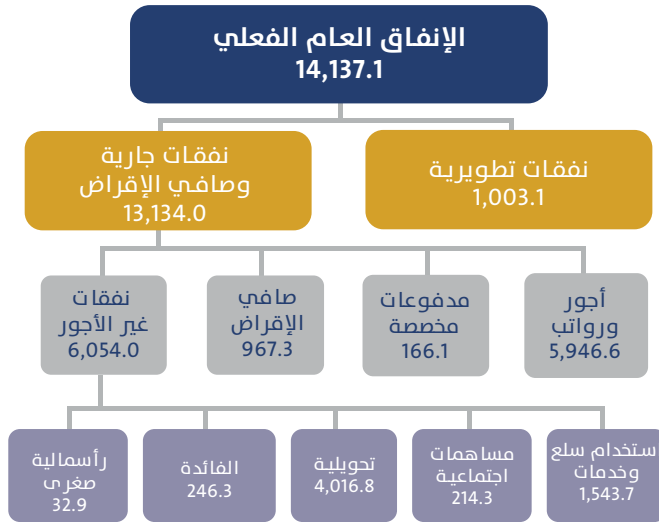 الإنفاق العام الفعلي
14,137.1
نفقات تطويرية
1,003.1
نفقات جارية
وصافي الإقراض
13,134.0
أجور
ورواتب
5,946.6
مدفوعات
مخصصة
166.1
صافي
الإقراض
967.3
نفقات
غير الأجور
6,054.0
ستخدام سلع
وخدمات
1,543.7
مساهمات
اجتماعية
214.3
تحويلية
4,016.8
الفائدة
246.3
رأسمالية
صغرى
32.9